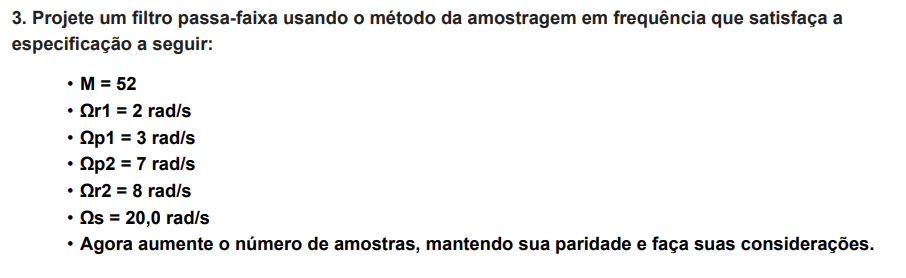 3. Projete um filtro passa-faixa usando o método da amostragem em frequência que satisfaça a
especificação a seguir:
• M = 52
• Ωr1 = 2 rad/s
• Ωp1 = 3 rad/s
• Ωp2 = 7 rad/s
• Ωr2 = 8 rad/s
• Ωs = 20,0 rad/s
• Agora aumente o número de amostras, mantendo sua paridade e faça suas considerações.